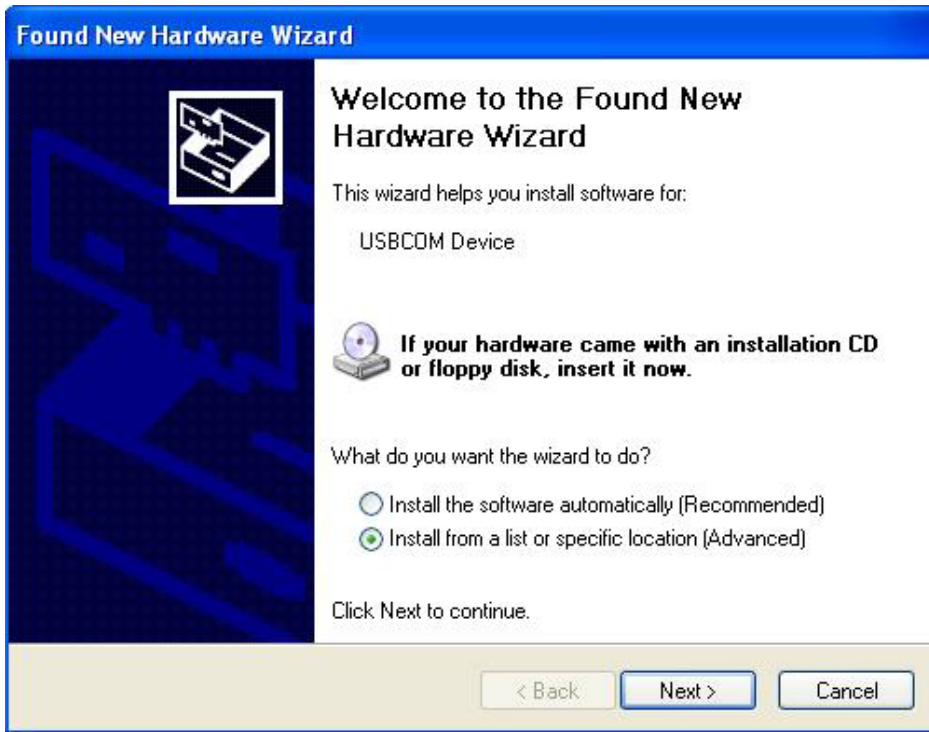 Found New Hardware Wizard
Welcome to the Found New
Hardware Wizard
This wizard helps you install software for:
USBCOM Device
If your hardware came with an installation CD
or floppy disk, insert it now.
What do you want the wizard to do?
Install the software automatically (Recommended)
Install from a list or specific location (Advanced)
Click Next to continue.
< Back Next > Cancel